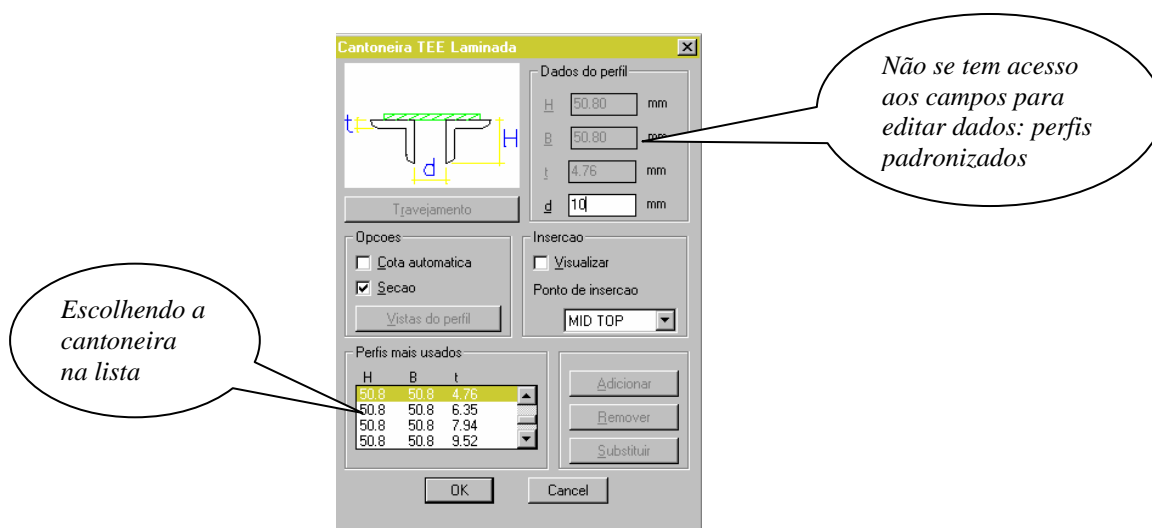 Cantoneira TEE Laminada
t
H
d
Travejamento
Dados do perfil
H 50.80 mm
B 50.80 mm
t 4.76 mm
d 10 mm
Não se tem acesso
aos campos para
editar dados: perfis
padronizados
Opcoes
Cota automatica
Secao
Vistas do perfil
Insercao
Visualizar
Ponto de insercao
MID TOP
Escolhendo a
cantoneira
na lista
Perfis mais usados
H B t
50.8 50.8 4.76
50.8 50.8 6.35
50.8 50.8 7.94
50.8 50.8 9.52
Adicionar
Remover
Substituir
OK Cancel